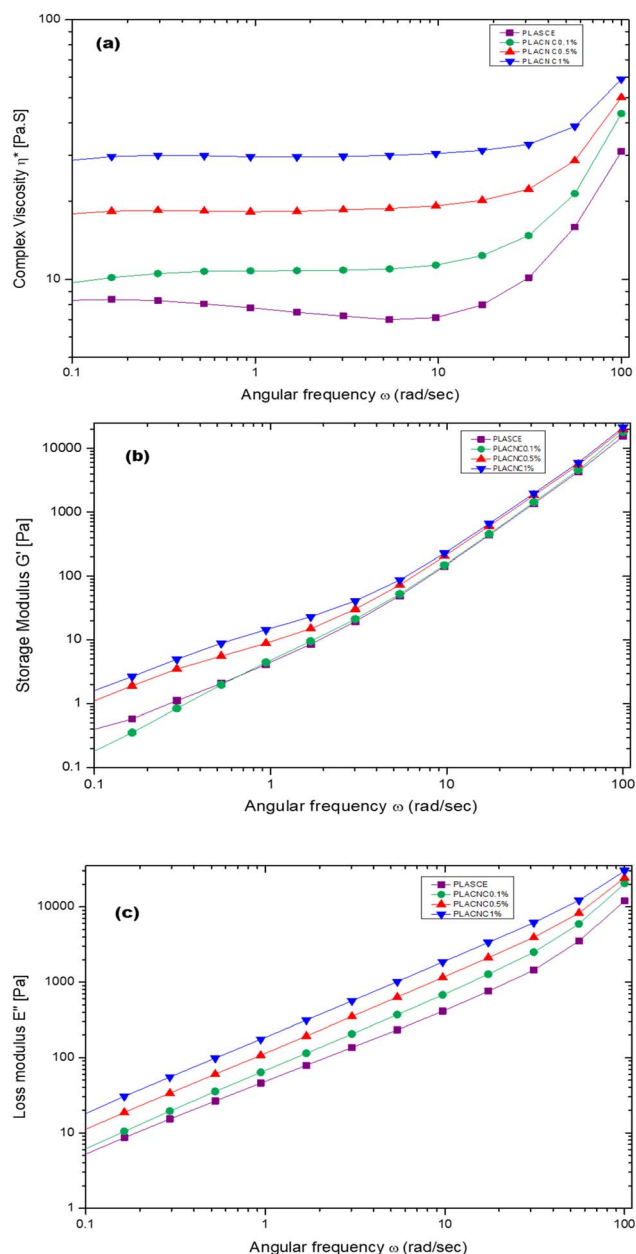 (a)
PLASCE
PLACNC0.1%
PLACNC0.5%
PLACNC1%
Complex Viscosity η* [Pa.S]
100
10
0.1
1
10
100
Angular frequency ω (rad/sec)
(b)
PLASCE
PLACNC0.1%
PLACNC0.5%
PLACNC1%
Storage Modulus G' [Pa]
10000
1000
100
10
1
0.1
0.1
1
10
100
Angular frequency ω (rad/sec)
(c)
PLASCE
PLACNC0.1%
PLACNC0.5%
PLACNC1%
Loss modulus E'' [Pa]
10000
1000
100
10
1
0.1
1
10
100
Angular frequency ω (rad/sec)